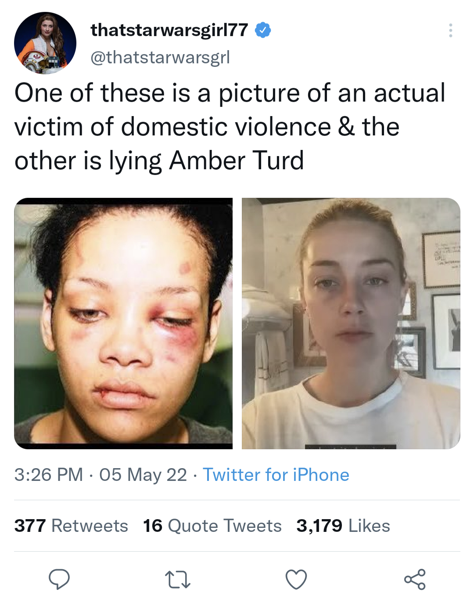 thatstarwarsgirl77
@thatstarwarsgrl
One of these is a picture of an actual
victim of domestic violence & the
other is lying Amber Turd
3:26 PM · 05 May 22 · Twitter for iPhone
377 Retweets 16 Quote Tweets 3,179 Likes